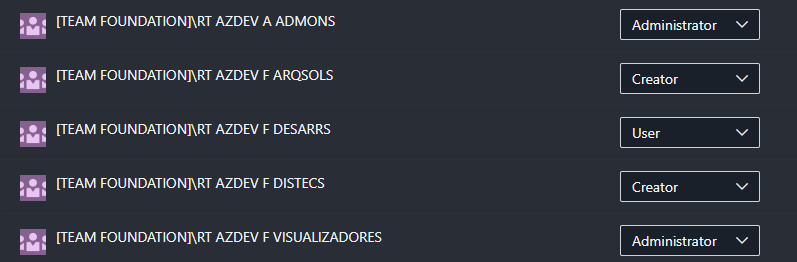 [TEAM FOUNDATION]\RT AZDEV A ADMONS Administrator
[TEAM FOUNDATION]\RT AZDEV F ARQSOLS Creator
[TEAM FOUNDATION]\RT AZDEV F DESARRS User
[TEAM FOUNDATION]\RT AZDEV F DISTECS Creator
[TEAM FOUNDATION]\RT AZDEV F VISUALIZADORES Administrator